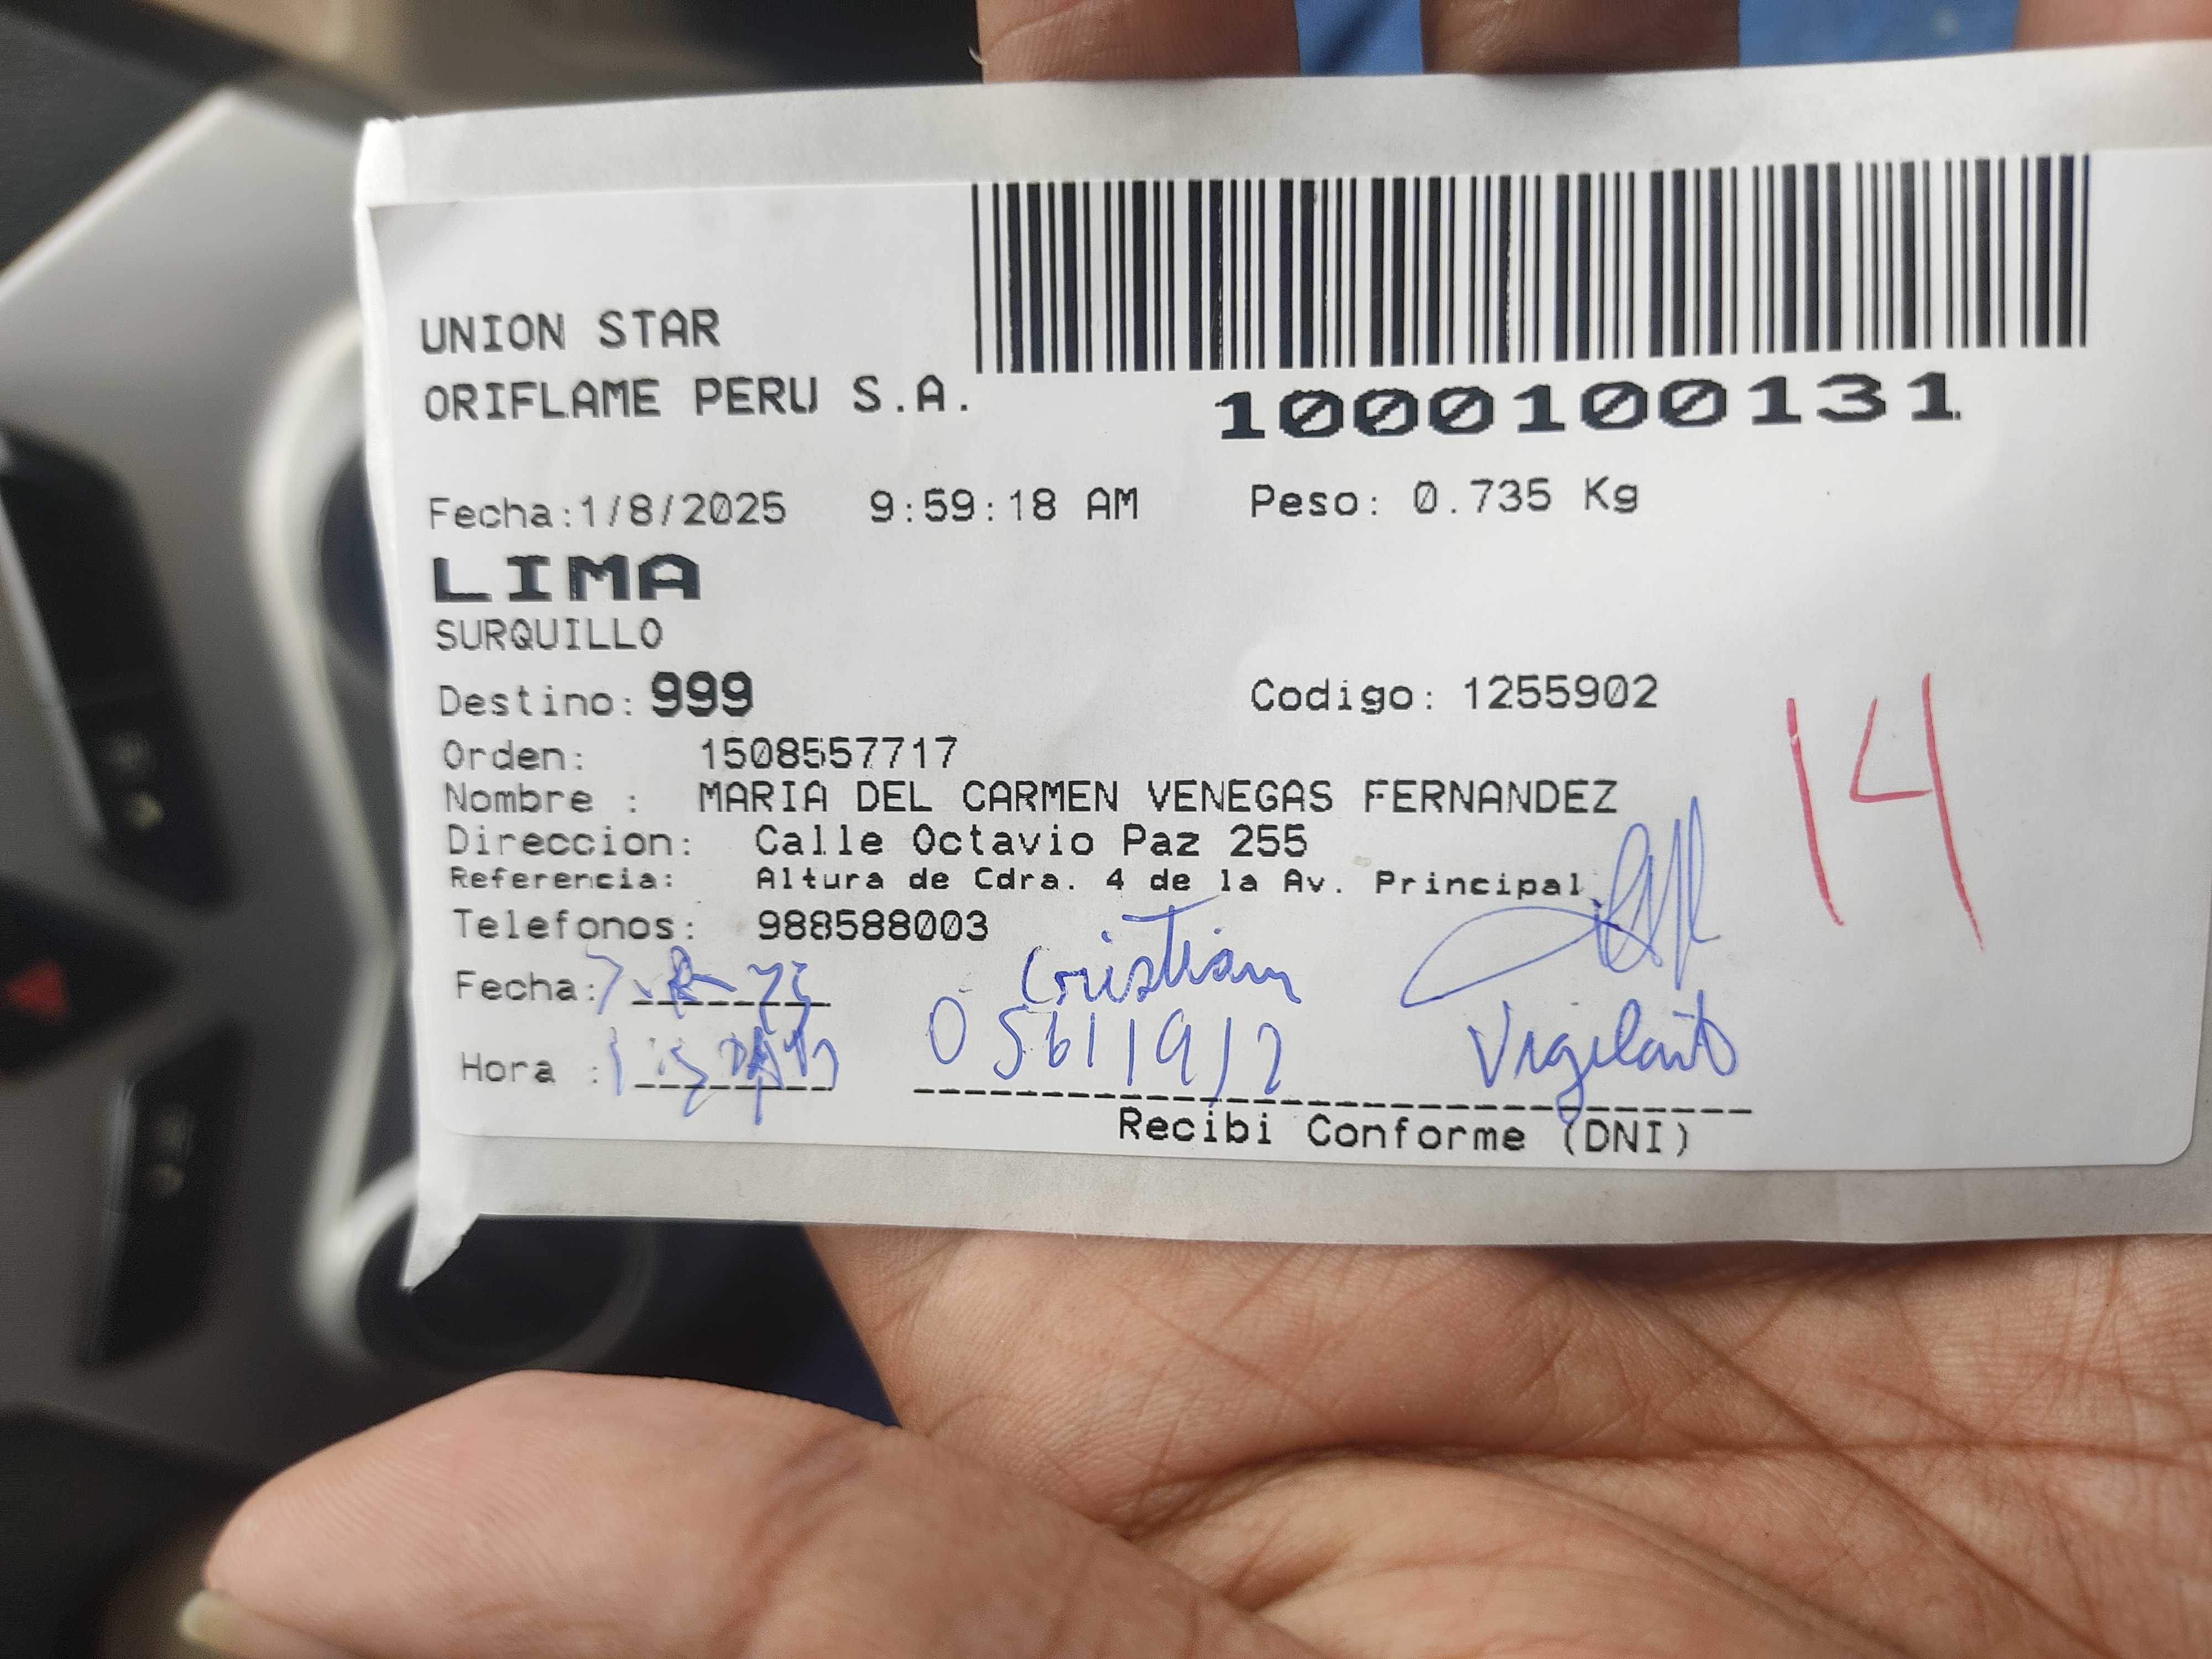 UNION STAR
ORIFLAME PERU S.A.
1000100131
Fecha:1/8/2025 9:59:18 AM Peso: 0.735 Kg
LIMA
SURQUILLO
Destino: 999 Codigo: 1255902
14
Orden: 1508557717
Nombre : MARIA DEL CARMEN VENEGAS FERNANDEZ
Direccion: Calle Octavio Paz 255
Referencia: Altura de Cdra. 4 de la Av. Principal
Telefonos: 988588003
Fecha: Cristian
Hora : Vigilante
Recibi Conforme (DNI)